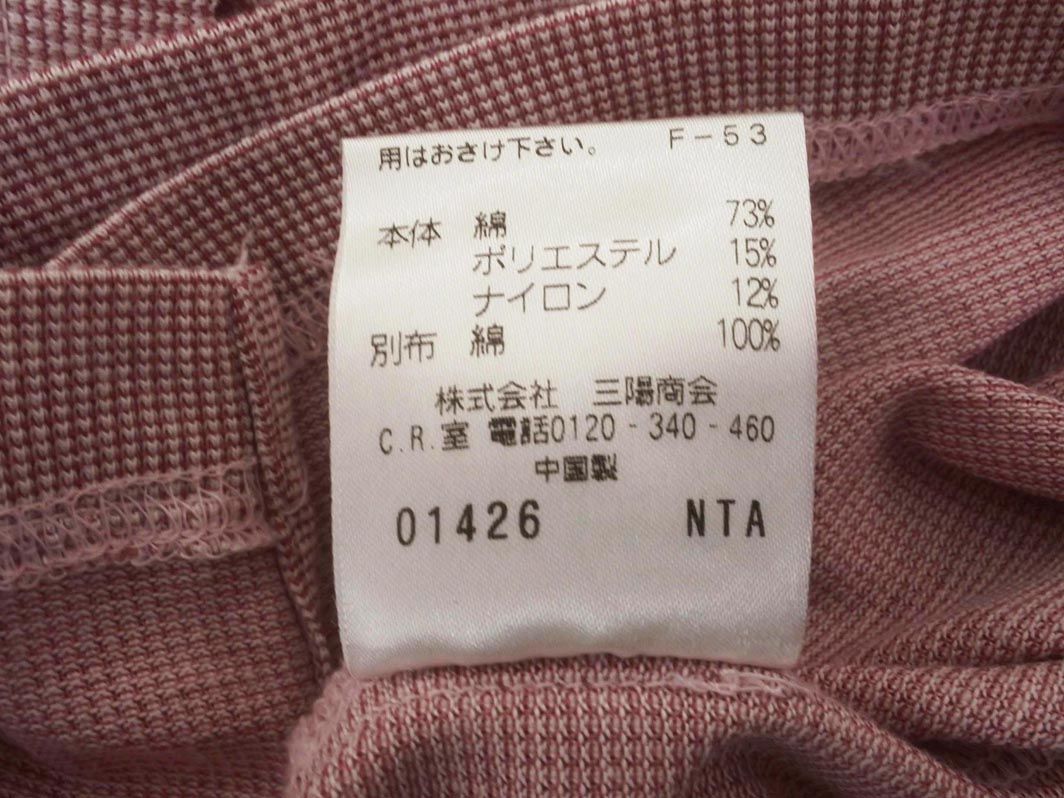 用はおさけ下さい。 F-53
本体 綿 73%
ポリエステル 15%
ナイロン 12%
別布 綿 100%
株式会社 三陽商会
C.R.室 電話0120-340-460
中国製
01426 NTA